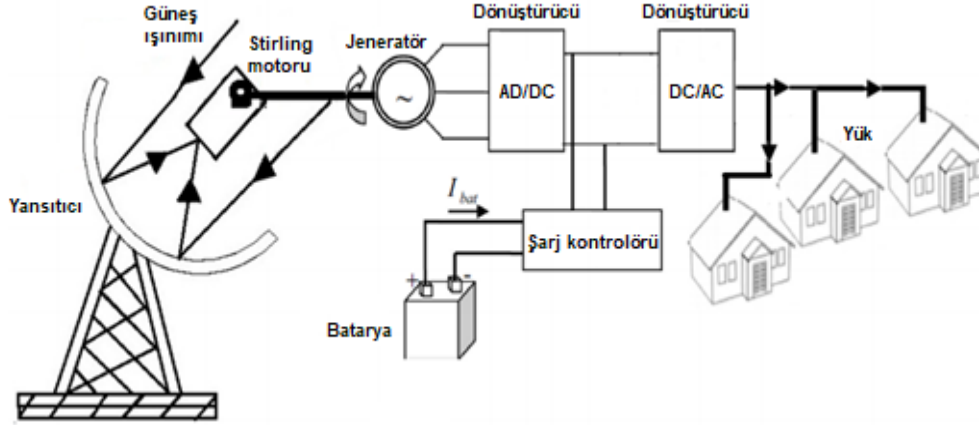 Güneş
ışınımı
Stirling
motoru
Jeneratör
~
Dönüştürücü
AD/DC
Dönüştürücü
DC/AC
Yük
Yansıtıcı
I bat
Şarj kontrolörü
+ -
Batarya